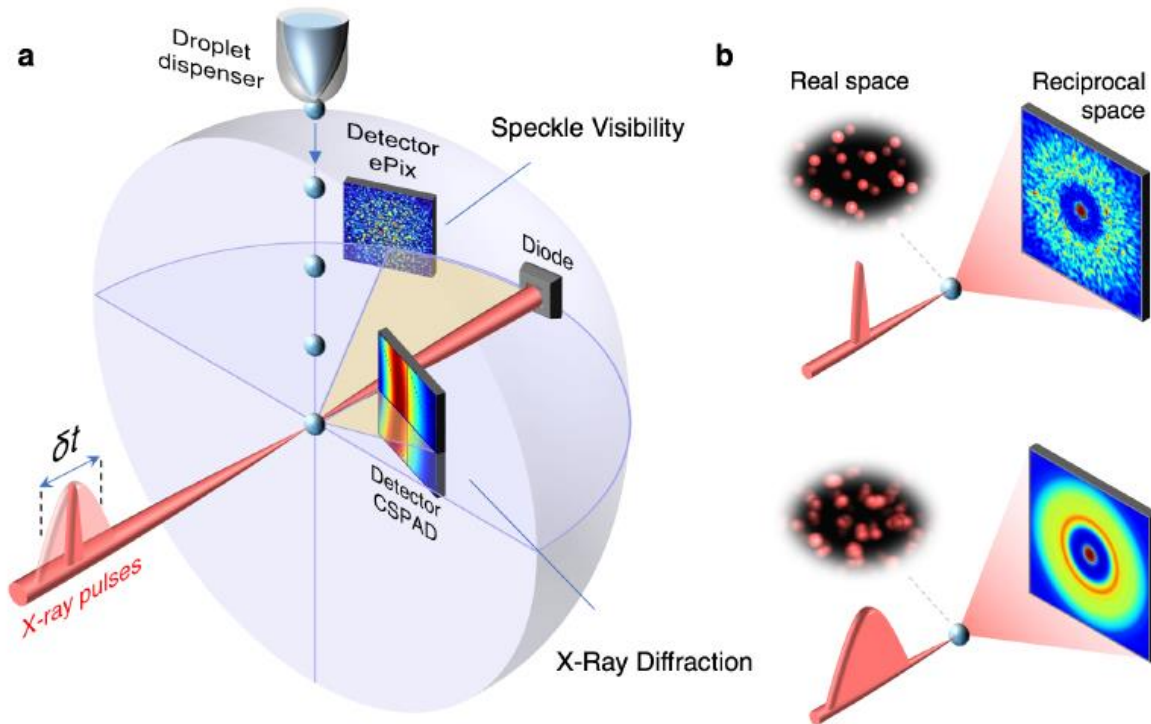 a
Droplet
dispenser
Detector
ePix
Speckle Visibility
Diode
δt
X-ray pulses
Detector
CSPAD
X-Ray Diffraction
b
Real space
Reciprocal
space